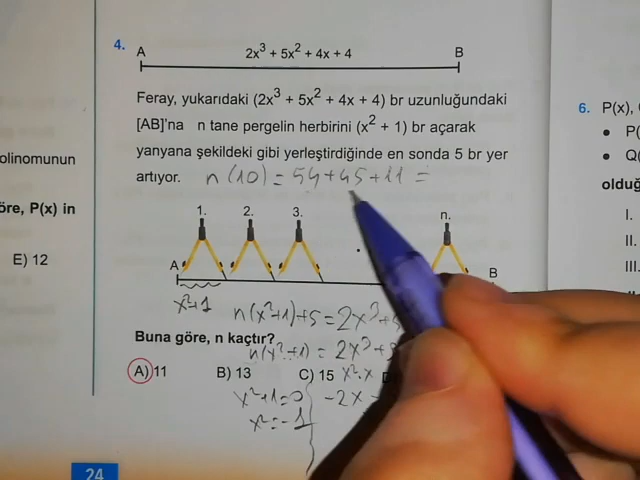 4.
A
2x³ + 5x² + 4x + 4
B
Feray, yukarıdaki (2x³ + 5x² + 4x + 4) br uzunluğundaki
[AB]'na n tane pergelin herbirini (x² + 1) br açarak
yanyana şekildeki gibi yerleştirdiğinde en sonda 5 br yer
artıyor. n(10) = 54+45+11 =
1. 2. 3. n.
A B
x²+1
n(x²+1)+5=2x³+5
Buna göre, n kaçtır?
n(x²+1) = 2x³+
A) 11 B) 13 C) 15 x².x
x²+1=0 -2x
x²=-1
24
olinomunun
öre, P(x) in
E) 12
6. P(x),
• P(
• Q(
olduğ
I.
II.
III.